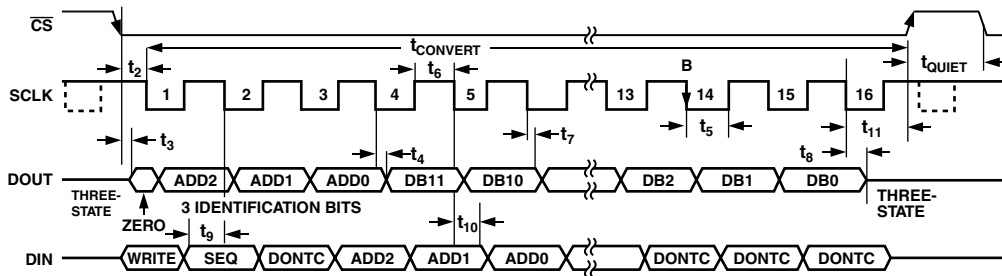 CS
tCONVERT
t2
t6
tQUIET
B
SCLK
1 2 3 4 5 13 14 15 16
t3
t7
t5
t11
t4
t8
DOUT
ADD2 ADD1 ADD0 DB11 DB10 DB2 DB1 DB0
THREE-
STATE
3 IDENTIFICATION BITS
THREE-
STATE
ZERO
t9
t10
DIN
WRITE SEQ DONTC ADD2 ADD1 ADD0 DONTC DONTC DONTC